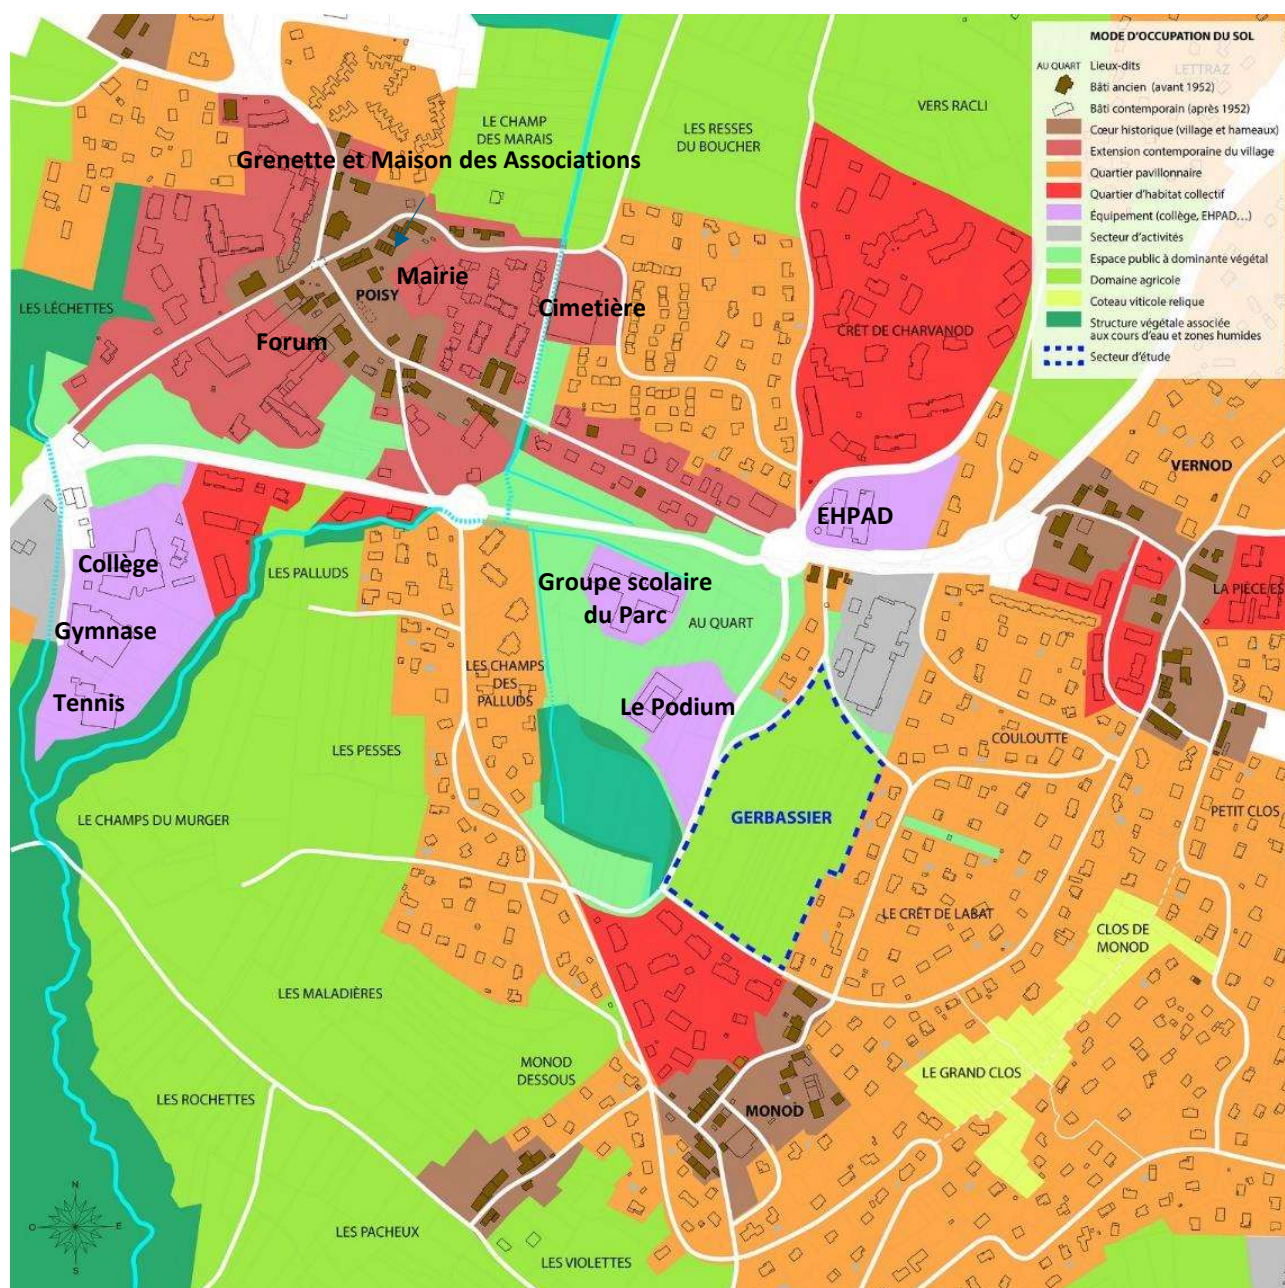 MODE D'OCCUPATION DU SOL
AU QUART Lieux-dits
LETTRAZ
Bâti ancien (avant 1952)
Bâti contemporain (après 1952)
Cœur historique (village et hameaux)
Extension contemporaine du village
Quartier pavillonnaire
Quartier d'habitat collectif
Équipement (collège, EHPAD...)
Secteur d'activités
Espace public à dominante végétal
Domaine agricole
Coteau viticole relique
Structure végétale associée
aux cours d'eau et zones humides
Secteur d'étude
VERS RACLI
LE CHAMP
DES MARAIS
LES RESSES
DU BOUCHER
Grenette et Maison des Associations
Mairie
POISY
Cimetière
LES LÉCHETTES
Forum
CRÊT DE CHARVANOD
VERNOD
EHPAD
Collège
LES PALLUDS
Groupe scolaire
du Parc
AU QUART
LA PIÈCE/ES
Gymnase
LES CHAMPS
DES
PALLUDS
Tennis
Le Podium
LES PESSES
COULOUTTE
LE CHAMPS DU MURGER
GERBASSIER
PETIT CLOS
LE CRÊT DE LABAT
CLOS DE
MONOD
LES MALADIÈRES
MONOD
DESSOUS
LE GRAND CLOS
LES ROCHETTES
MONOD
N
O
E
S
LES PACHEUX
LES VIOLETTES